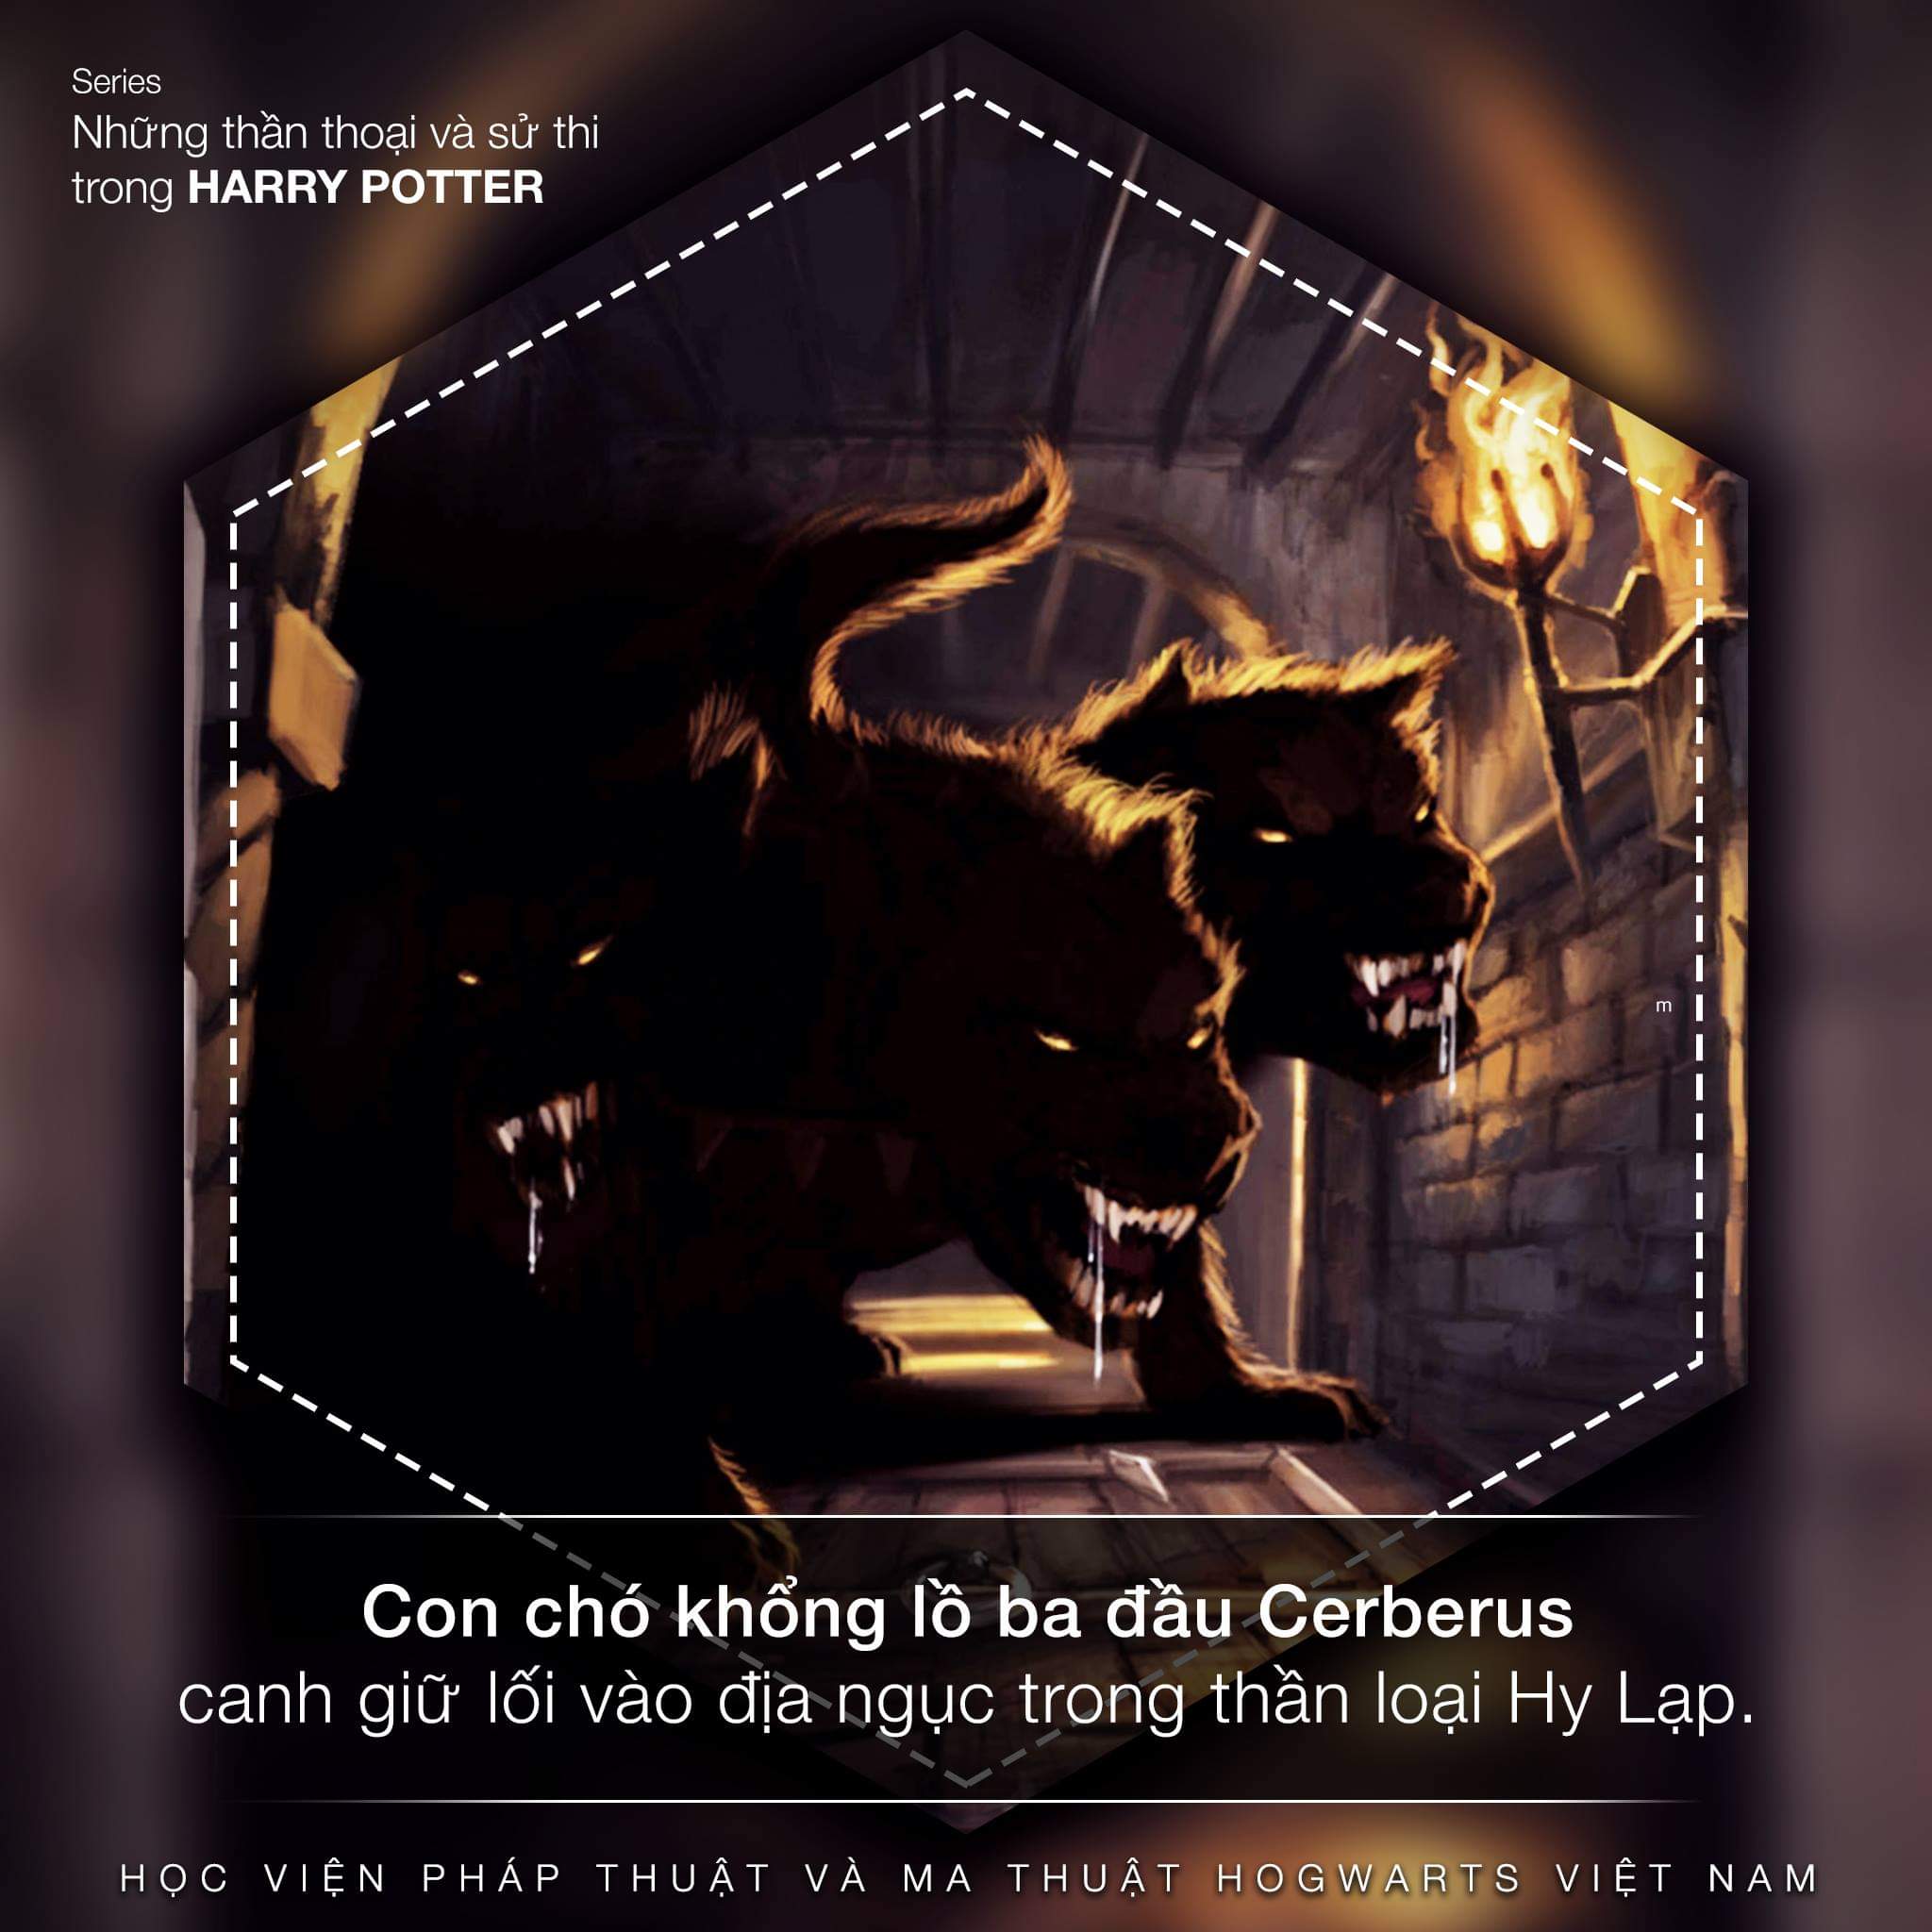 Series
Những thần thoại và sử thi
trong HARRY POTTER
m
Con chó khổng lồ ba đầu Cerberus
canh giữ lối vào địa ngục trong thần loại Hy Lạp.
HỌC VIỆN PHÁP THUẬT VÀ MA THUẬT HOGWARTS VIỆT NAM